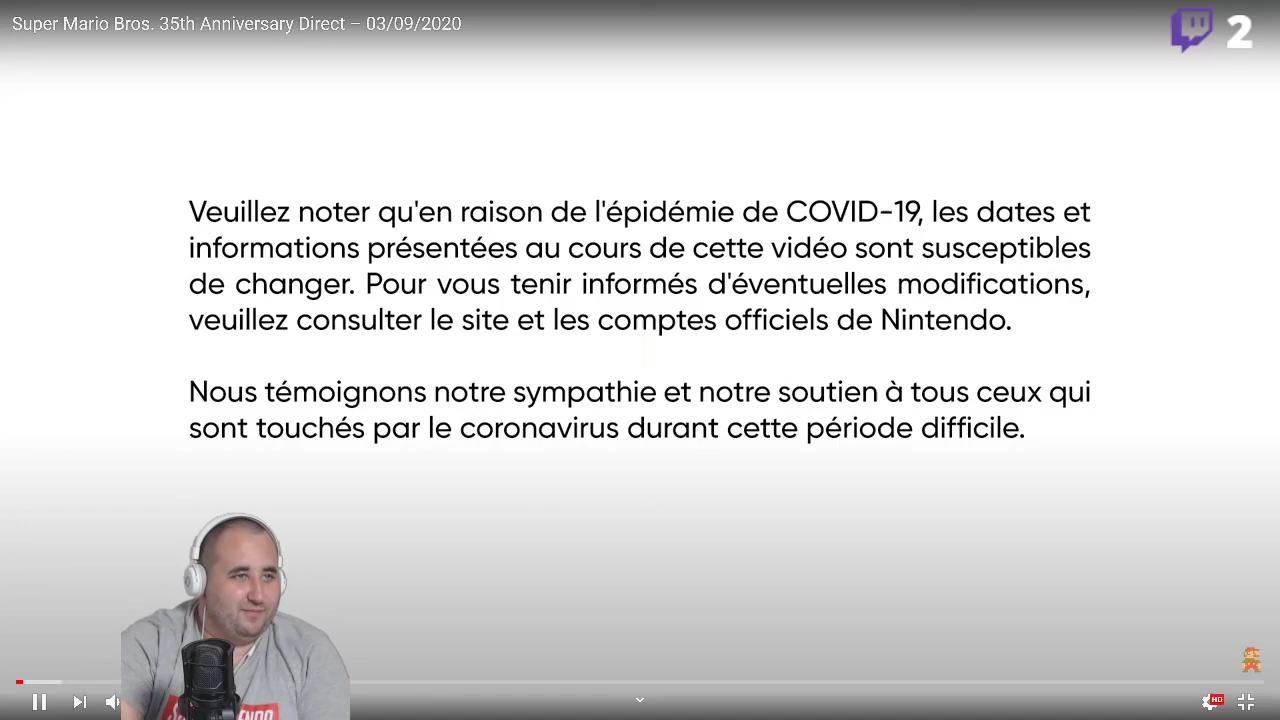 Super Mario Bros. 35th Anniversary Direct – 03/09/2020
2
Veuillez noter qu'en raison de l'épidémie de COVID-19, les dates et
informations présentées au cours de cette vidéo sont susceptibles
de changer. Pour vous tenir informés d'éventuelles modifications,
veuillez consulter le site et les comptes officiels de Nintendo.
Nous témoignons notre sympathie et notre soutien à tous ceux qui
sont touchés par le coronavirus durant cette période difficile.
HD